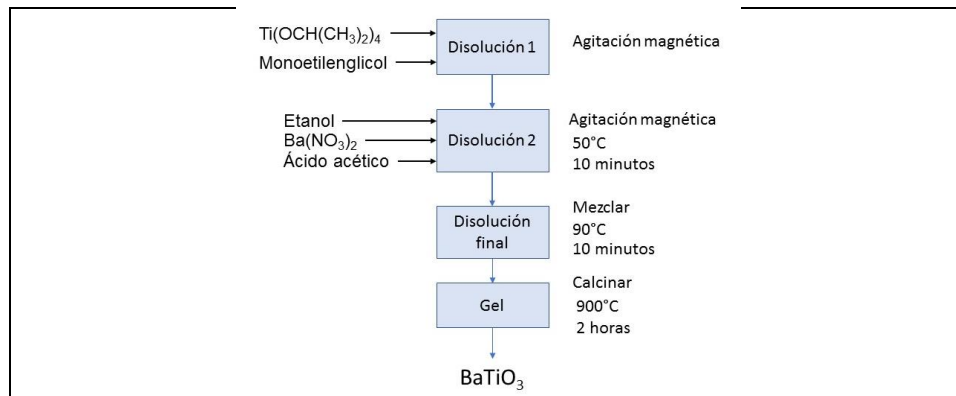 Ti(OCH(CH₃)₂)₄
Monoetilenglicol
Disolución 1
Agitación magnética
Etanol
Ba(NO₃)₂
Ácido acético
Disolución 2
Agitación magnética
50°C
10 minutos
Disolución
final
Mezclar
90°C
10 minutos
Gel
Calcinar
900°C
2 horas
BaTiO₃